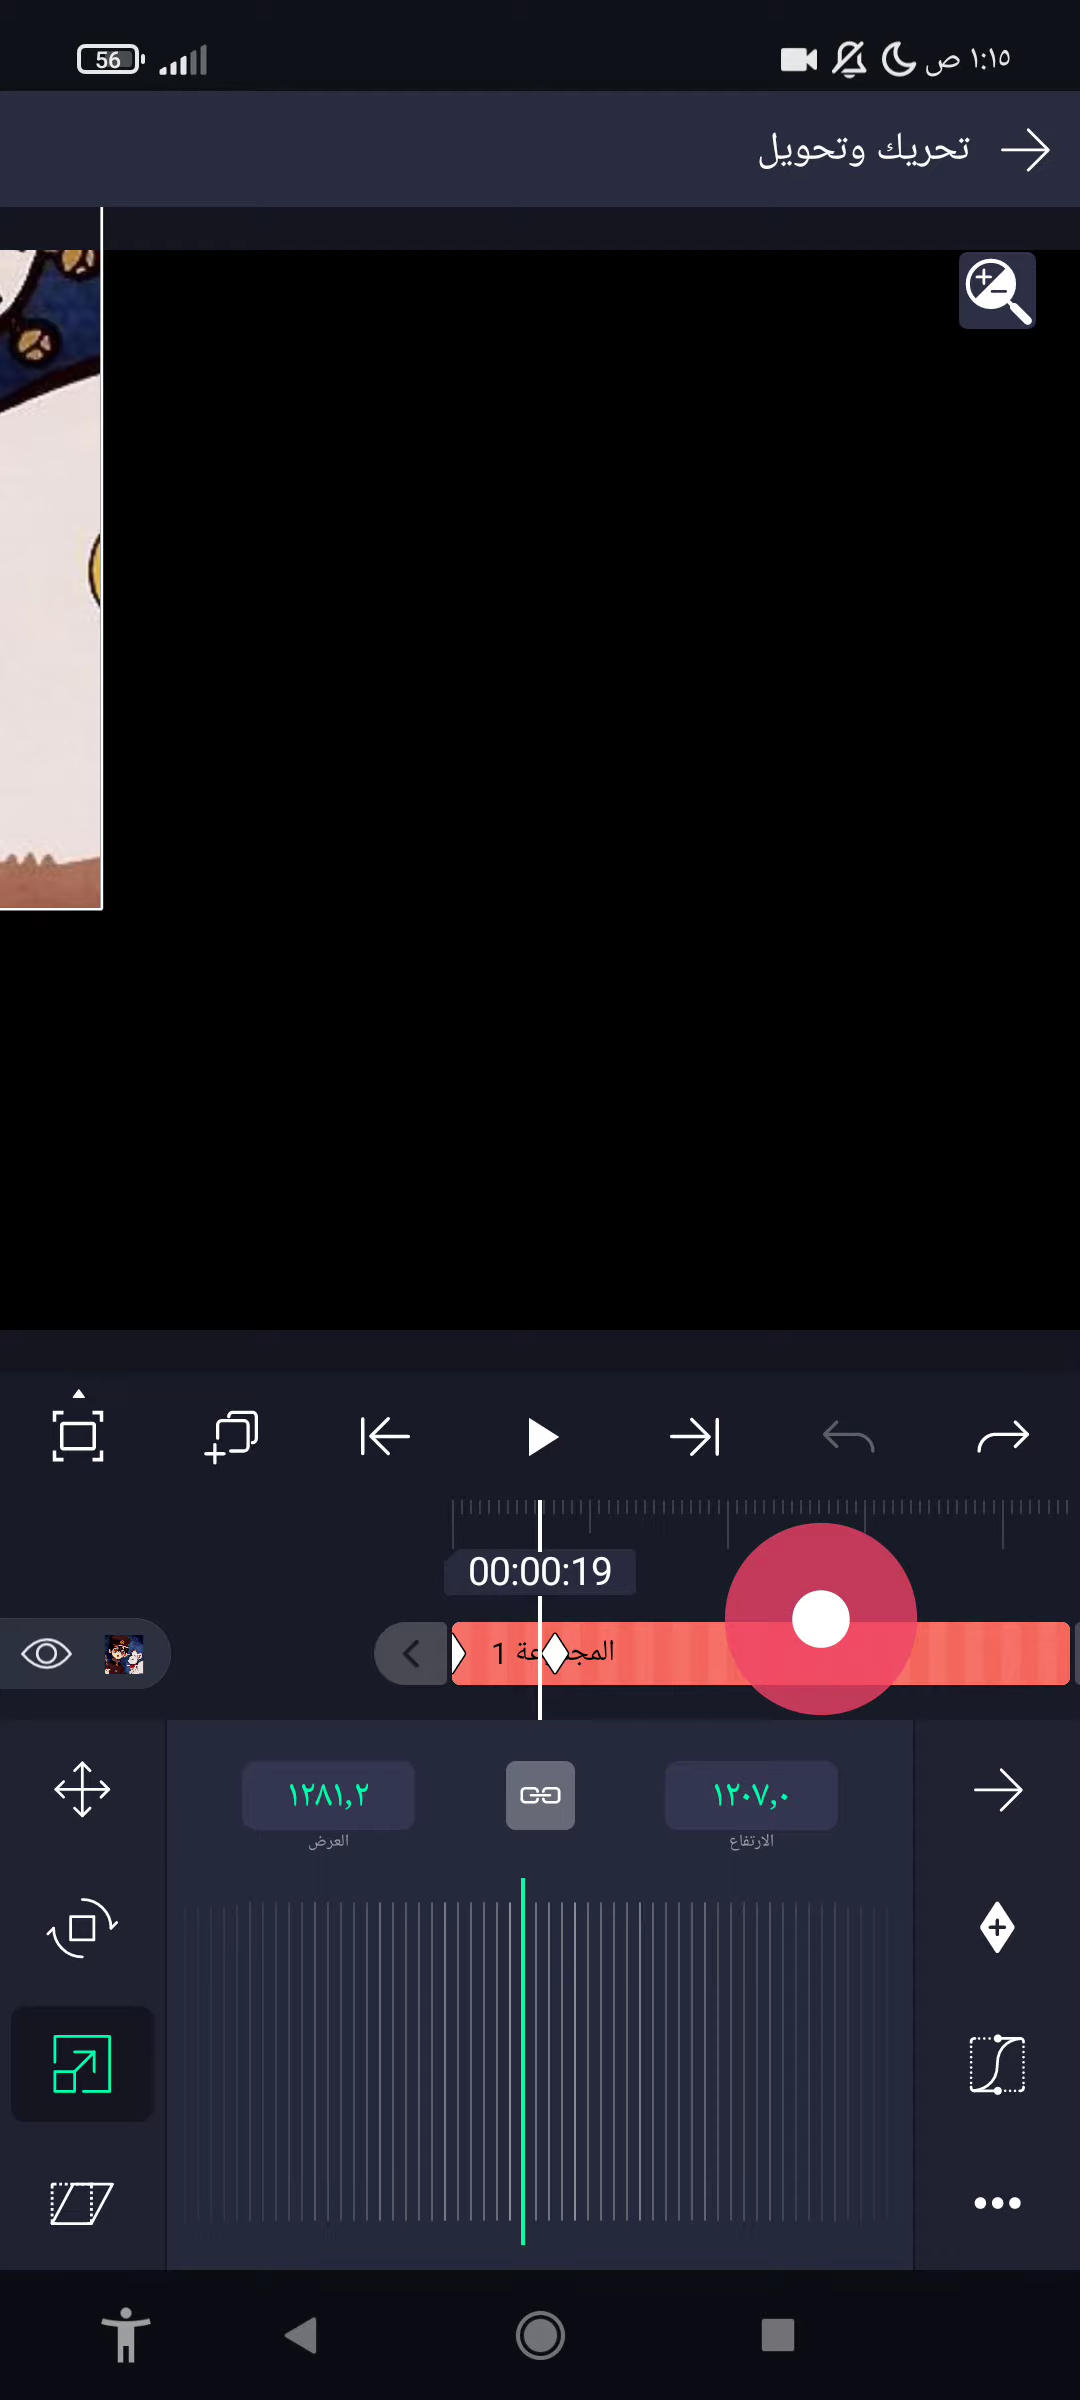 56
١:١٥ ص
تحريك وتحويل
00:00:19
المجموعة 1
١٢٨١,٢
١٢٠٧,٠
العرض
الارتفاع